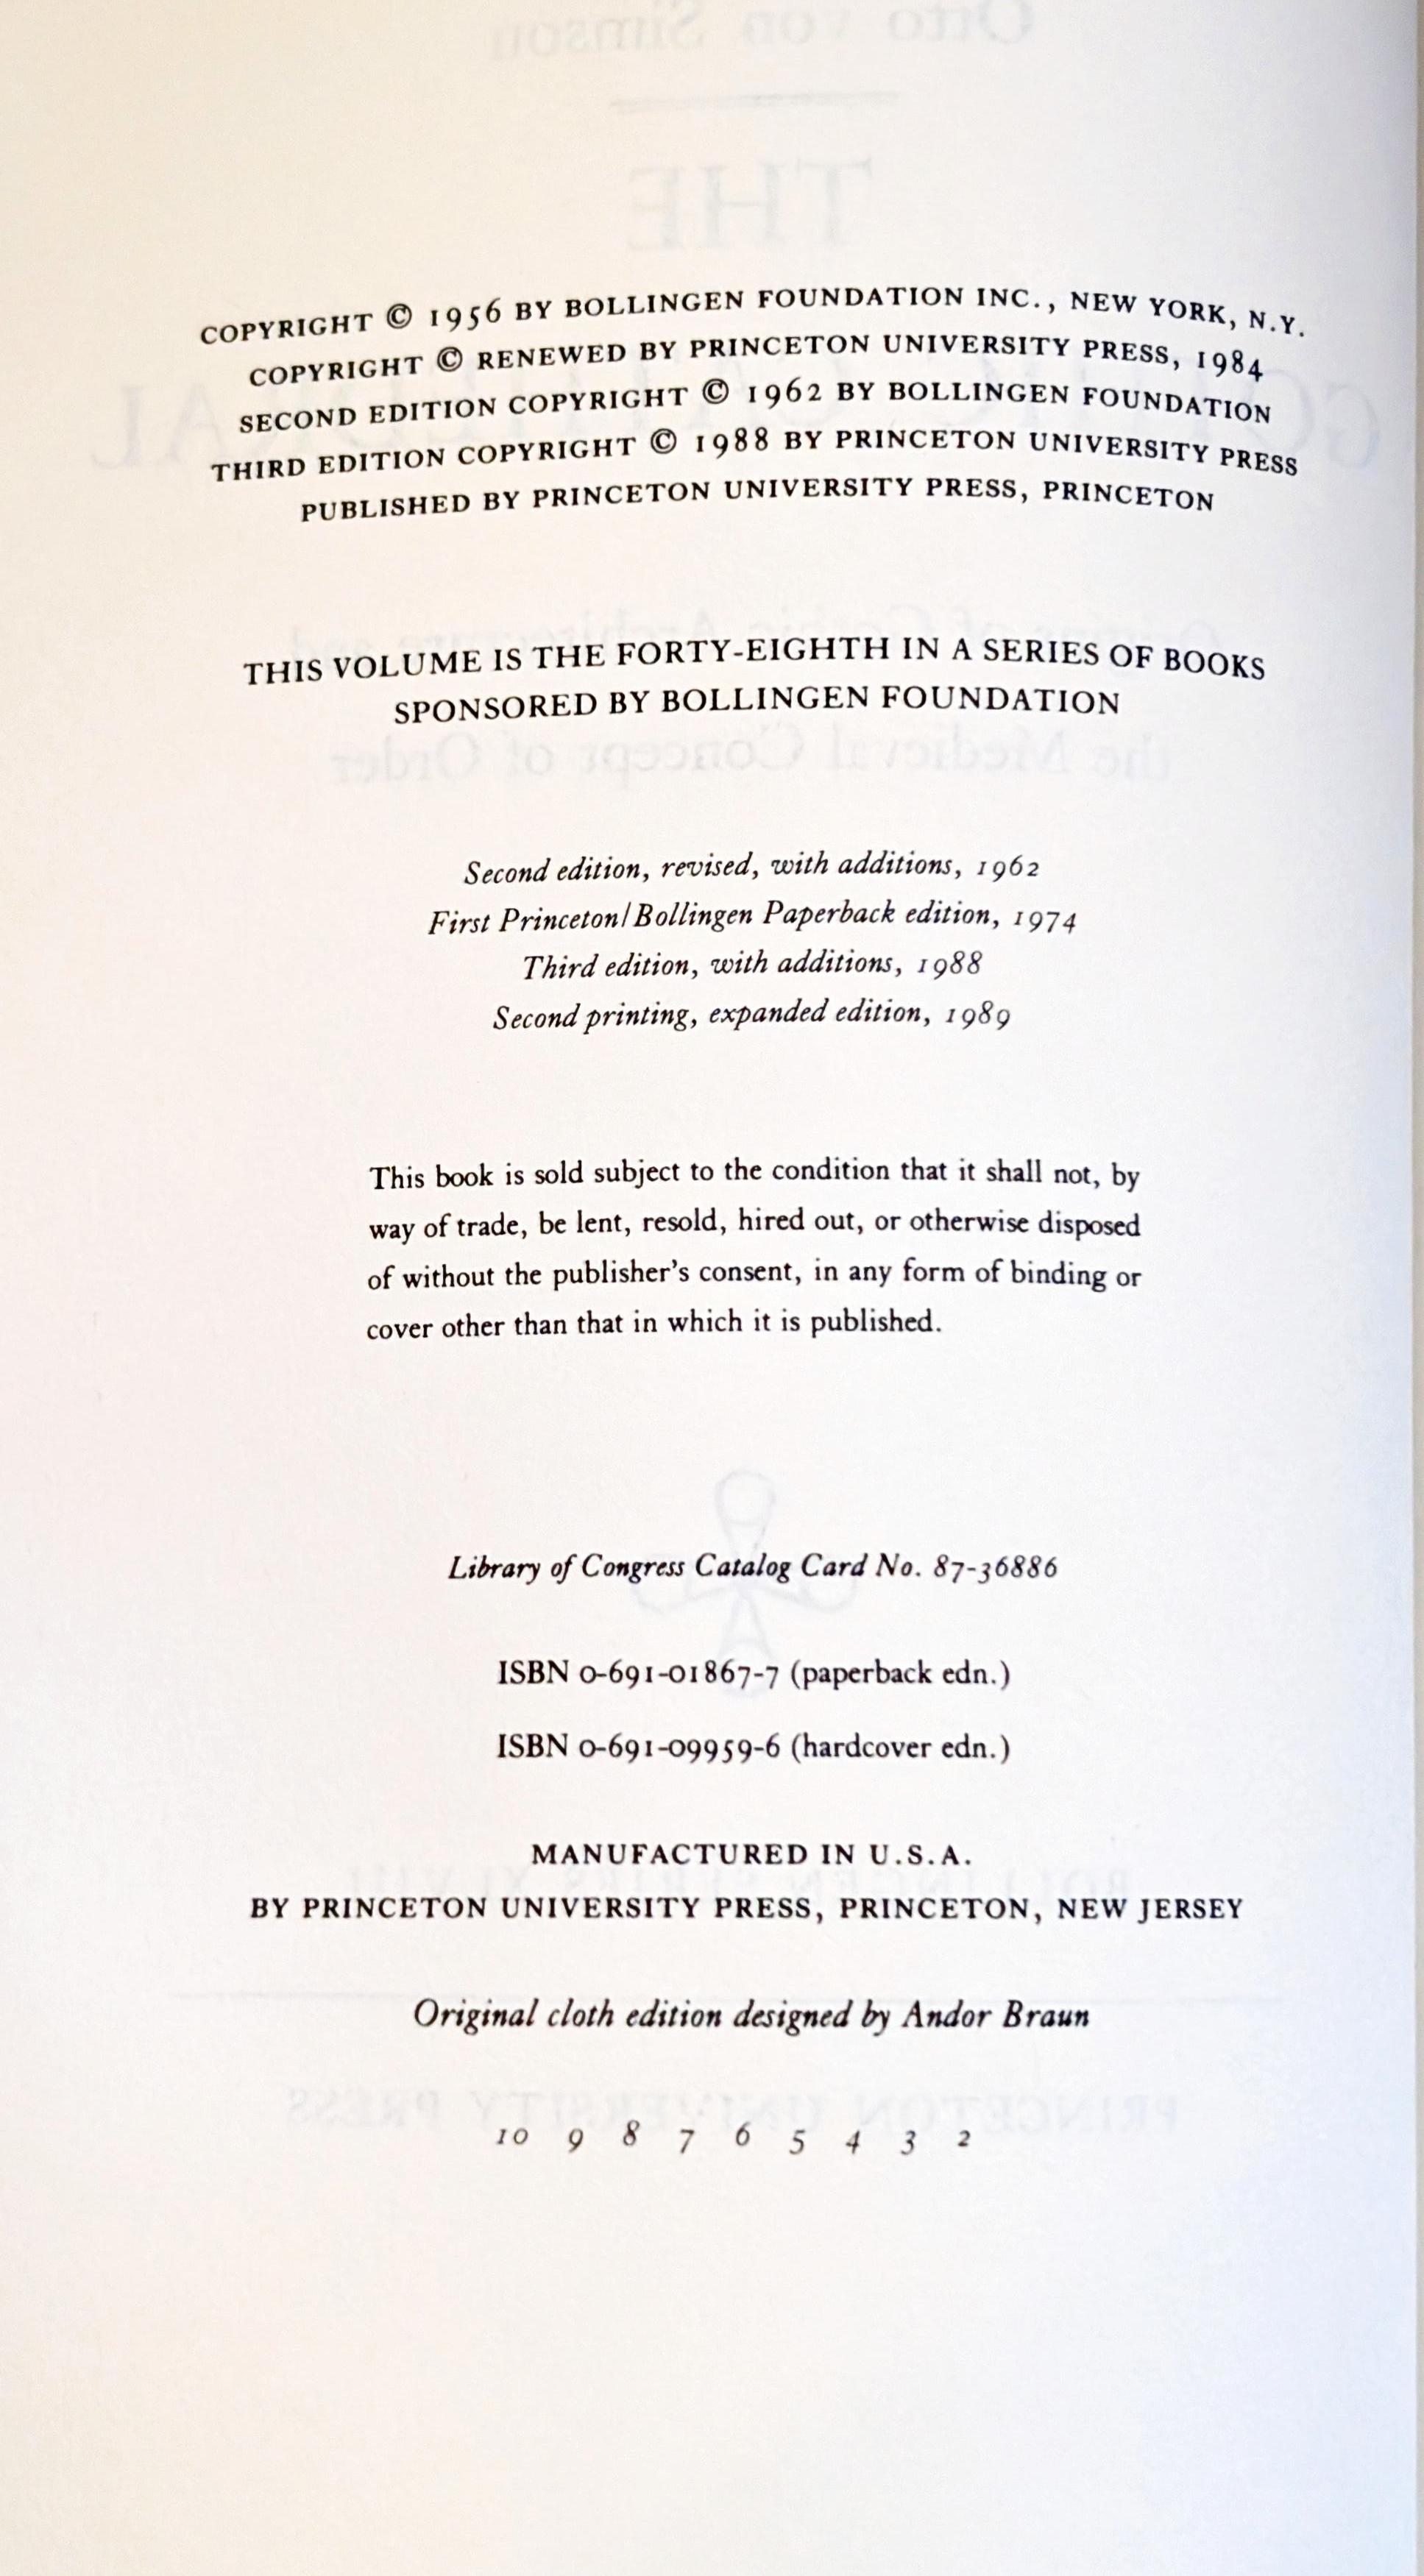 COPYRIGHT © 1956 BY BOLLINGEN FOUNDATION INC., NEW YORK, N.Y.
COPYRIGHT © RENEWED BY PRINCETON UNIVERSITY PRESS, 1984
SECOND EDITION COPYRIGHT © 1962 BY BOLLINGEN FOUNDATION
THIRD EDITION COPYRIGHT © 1988 BY PRINCETON UNIVERSITY PRESS
PUBLISHED BY PRINCETON UNIVERSITY PRESS, PRINCETON
THIS VOLUME IS THE FORTY-EIGHTH IN A SERIES OF BOOKS
SPONSORED BY BOLLINGEN FOUNDATION
Second edition, revised, with additions, 1962
First Princeton/Bollingen Paperback edition, 1974
Third edition, with additions, 1988
Second printing, expanded edition, 1989
This book is sold subject to the condition that it shall not, by
way of trade, be lent, resold, hired out, or otherwise disposed
of without the publisher's consent, in any form of binding or
cover other than that in which it is published.
Library of Congress Catalog Card No. 87-36886
ISBN 0-691-01867-7 (paperback edn.)
ISBN 0-691-09959-6 (hardcover edn.)
MANUFACTURED IN U.S.A.
BY PRINCETON UNIVERSITY PRESS, PRINCETON, NEW JERSEY
Original cloth edition designed by Andor Braun
10 9 8 7 6 5 4 3 2